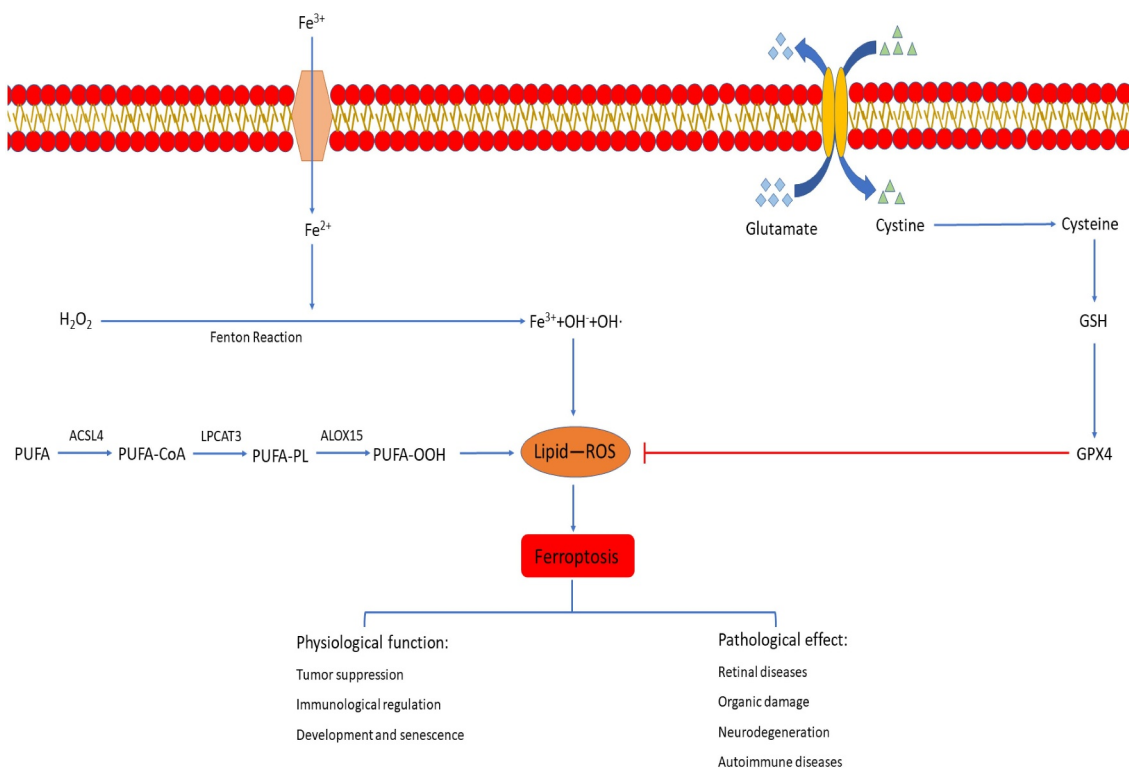 Fe³⁺
Fe²⁺
Glutamate
Cystine
Cysteine
H₂O₂
Fenton Reaction
Fe³⁺+OH⁻+OH·
GSH
PUFA
ACSL4
PUFA-CoA
LPCAT3
PUFA-PL
ALOX15
PUFA-OOH
Lipid—ROS
GPX4
Ferroptosis
Physiological function:
Tumor suppression
Immunological regulation
Development and senescence
Pathological effect:
Retinal diseases
Organic damage
Neurodegeneration
Autoimmune diseases